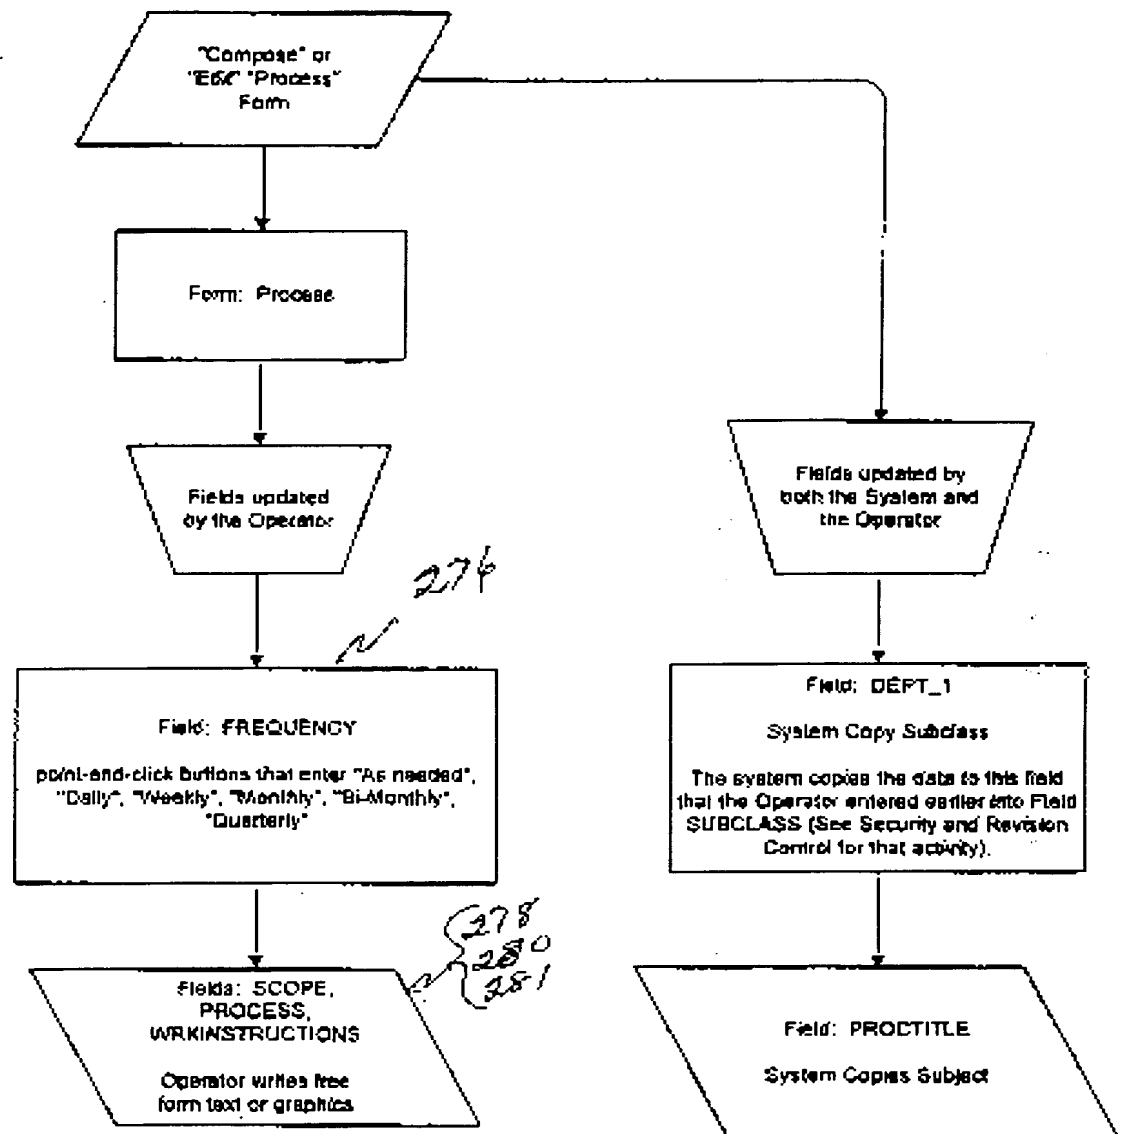 "Compose" or
"Edit" "Process"
Form
Form: Process
Fields updated
by the Operator
276
Field: FREQUENCY
point-and-click buttons that enter "As needed",
"Daily", "Weekly", "Monthly", "Bi-Monthly",
"Quarterly"
278
280
281
Fields: SCOPE,
PROCESS,
WRKINSTRUCTIONS
Operator writes free
form text or graphics
Fields updated by
both the System and
the Operator
Field: DEPT_1
System Copy Subclass
The system copies the data to this field
that the Operator entered earlier into Field
SUBCLASS (See Security and Revision
Control for that activity).
Field: PROCTITLE
System Copies Subject